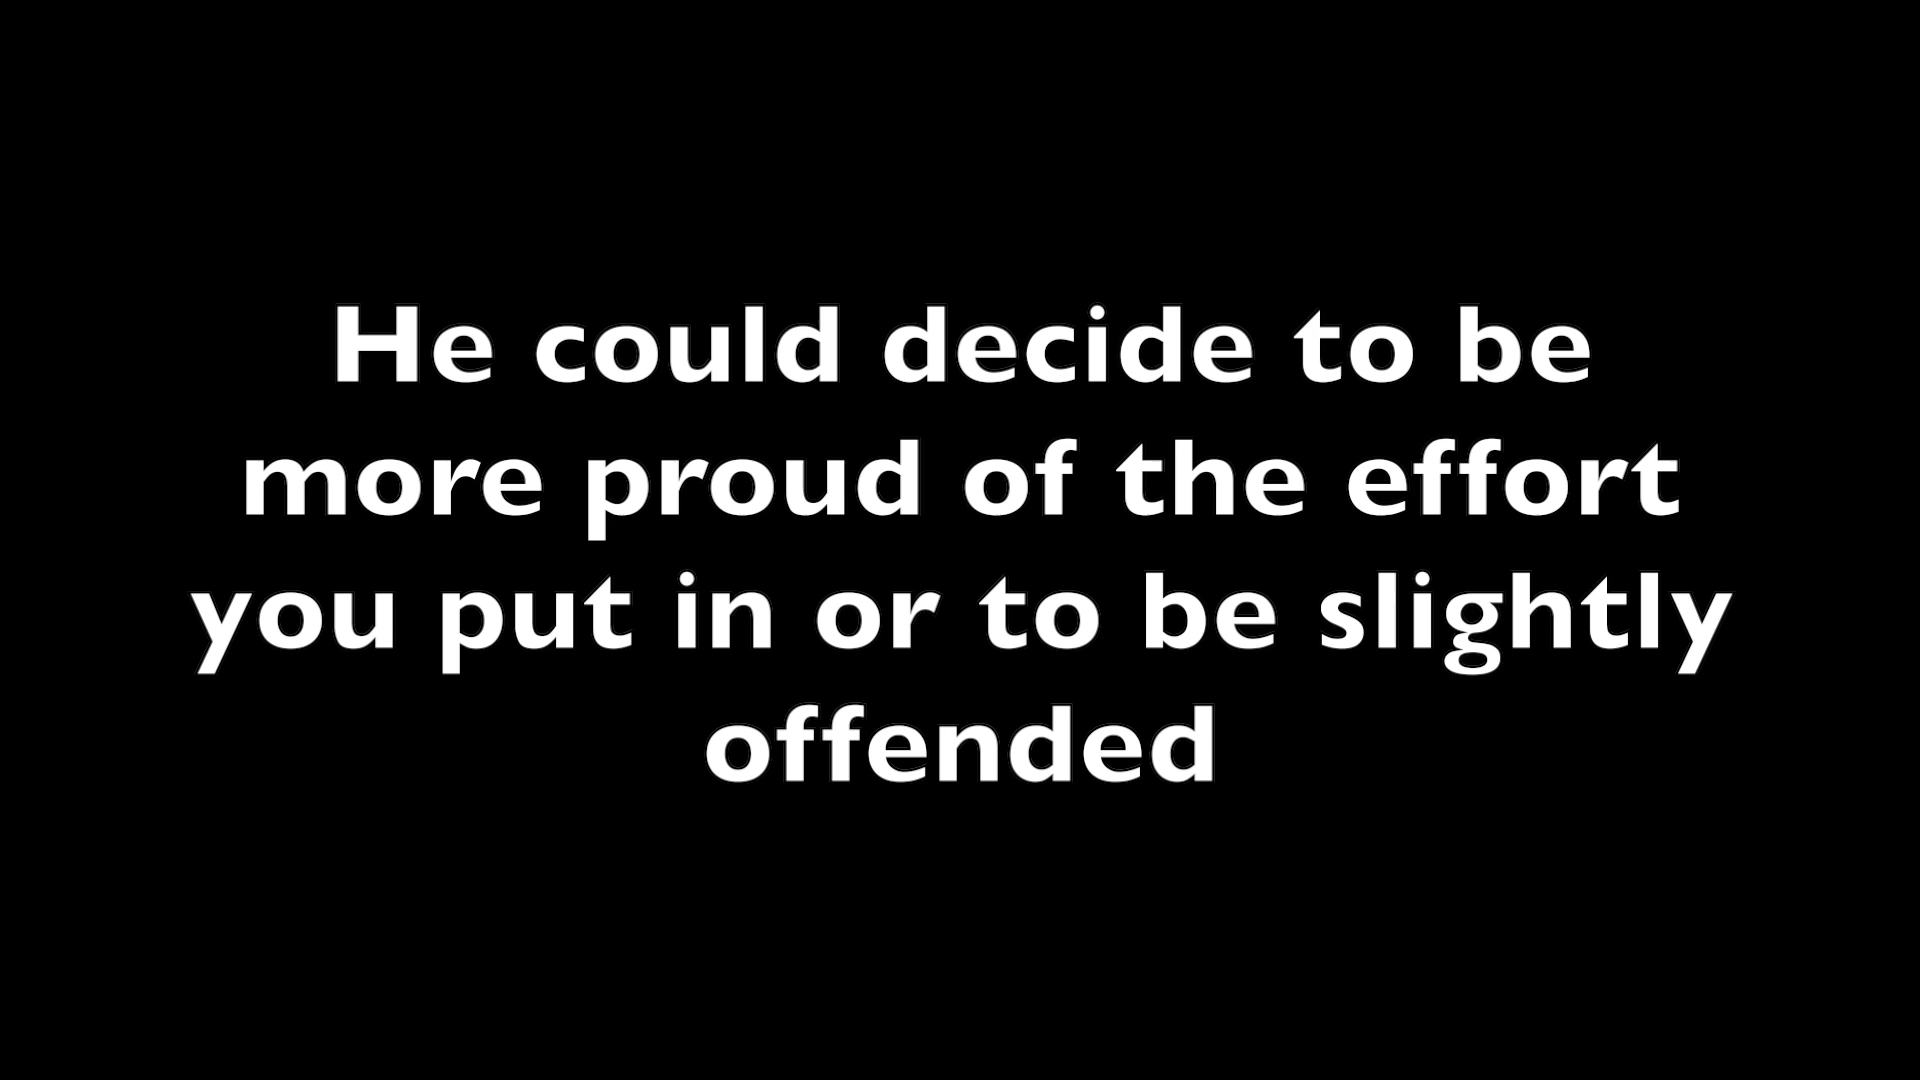 He could decide to be
more proud of the effort
you put in or to be slightly
offended